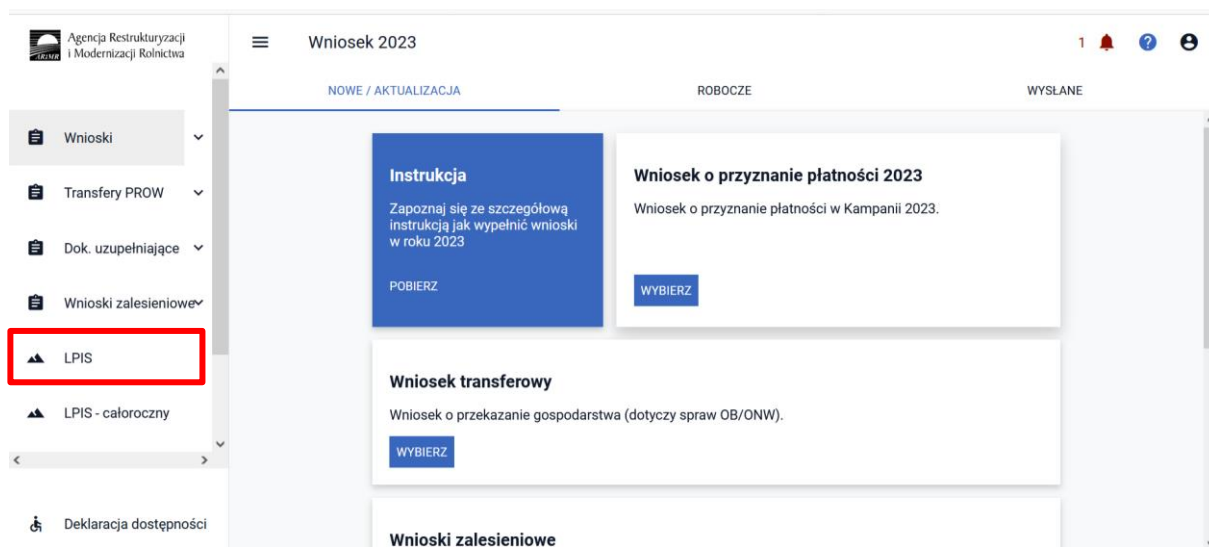 Agencja Restrukturyzacji
i Modernizacji Rolnictwa
ARiMR
Wniosek 2023
1
NOWE / AKTUALIZACJA
ROBOCZE
WYSŁANE
Wnioski
Transfery PROW
Dok. uzupełniające
Wnioski zalesieniowe
LPIS
LPIS - całoroczny
Deklaracja dostępności
Instrukcja
Zapoznaj się ze szczegółową
instrukcją jak wypełnić wnioski
w roku 2023
POBIERZ
Wniosek o przyznanie płatności 2023
Wniosek o przyznanie płatności w Kampanii 2023.
WYBIERZ
Wniosek transferowy
Wniosek o przekazanie gospodarstwa (dotyczy spraw OB/ONW).
WYBIERZ
Wnioski zalesieniowe